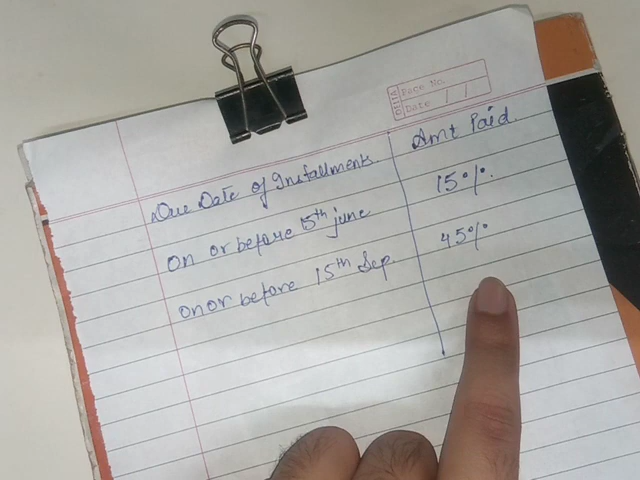 Page No.
Date / /
Due Date of Installments. Amt Paid.
on or before 15th june 15%.
on or before 15th Sep. 45%